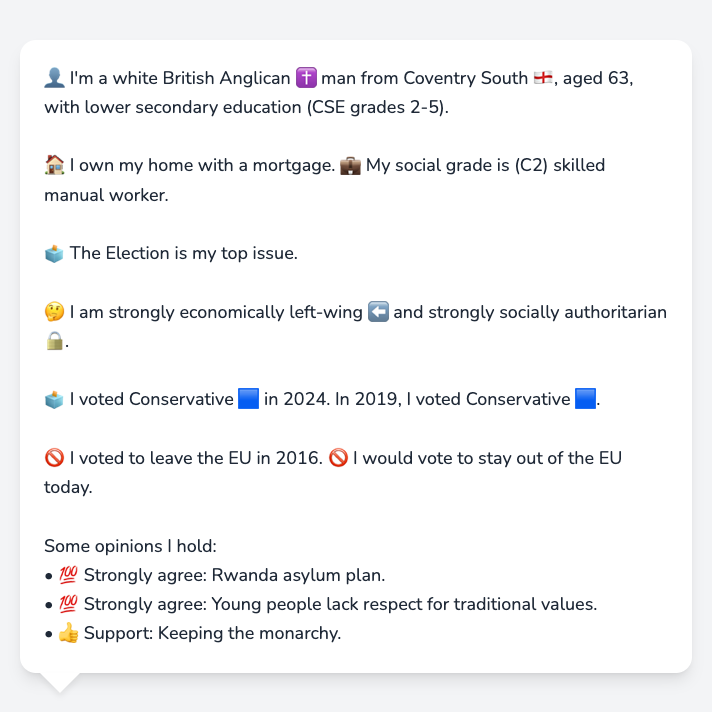 👤 I'm a white British Anglican ✝️ man from Coventry South 🏴󠁧󠁢󠁥󠁮󠁧󠁿, aged 63,
with lower secondary education (CSE grades 2-5).
🏠 I own my home with a mortgage. 💼 My social grade is (C2) skilled
manual worker.
🗳️ The Election is my top issue.
🤔 I am strongly economically left-wing ⬅️ and strongly socially authoritarian
🔒.
🗳️ I voted Conservative 🟦 in 2024. In 2019, I voted Conservative 🟦.
🚫 I voted to leave the EU in 2016. 🚫 I would vote to stay out of the EU
today.
Some opinions I hold:
• 💯 Strongly agree: Rwanda asylum plan.
• 💯 Strongly agree: Young people lack respect for traditional values.
• 👍 Support: Keeping the monarchy.